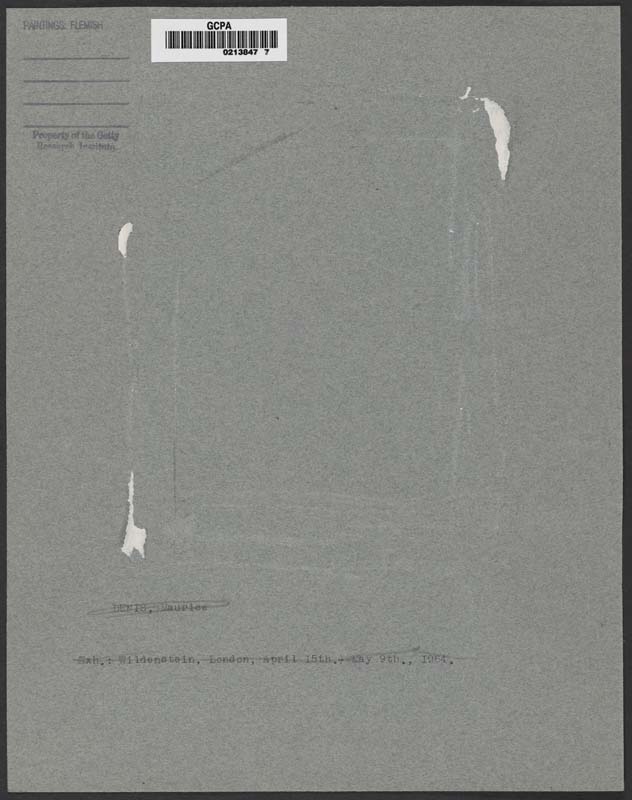 PAINTINGS: FLEMISH
GCPA
0213847 7
Property of the Getty
Research Institute
DENIS, Maurice
Exh.: Wildenstein, London, april 15th.- May 9th., 1964.